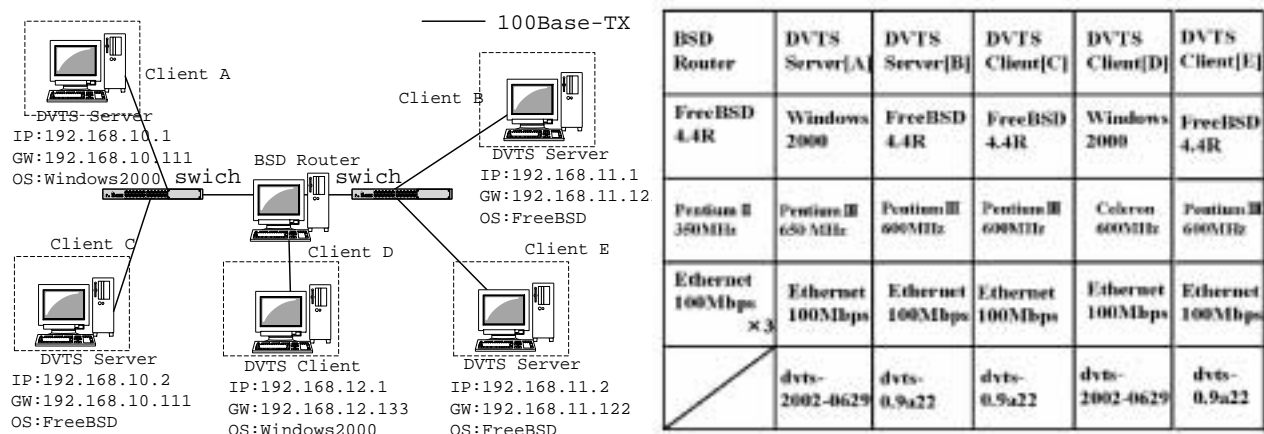 100Base-TX
Client A
DVTS Server
IP:192.168.10.1
GW:192.168.10.111
OS:Windows2000
swich
BSD Router
swich
Client B
DVTS Server
IP:192.168.11.1
GW:192.168.11.12
OS:FreeBSD
Client C
DVTS Server
IP:192.168.10.2
GW:192.168.10.111
OS:FreeBSD
Client D
DVTS Client
IP:192.168.12.1
GW:192.168.12.133
OS:Windows2000
Client E
DVTS Server
IP:192.168.11.2
GW:192.168.11.122
OS:FreeBSD
BSD Router
DVTS Server[A]
DVTS Server[B]
DVTS Client[C]
DVTS Client[D]
DVTS Client[E]
FreeBSD 4.4R
Windows 2000
FreeBSD 4.4R
FreeBSD 4.4R
Windows 2000
FreeBSD 4.4R
Pentium II 350MHz
Pentium III 650 MHz
Pentium III 600MHz
Pentium III 600MHz
Celeron 600MHz
Pentium III 600MHz
Ethernet 100Mbps ×3
Ethernet 100Mbps
Ethernet 100Mbps
Ethernet 100Mbps
Ethernet 100Mbps
Ethernet 100Mbps
dvts-2002-0629
dvts-0.9a22
dvts-0.9a22
dvts-2002-0629
dvts-0.9a22